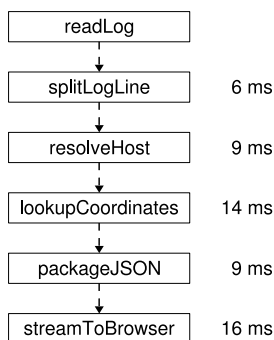 readLog
splitLogLine 6 ms
resolveHost 9 ms
lookupCoordinates 14 ms
packageJSON 9 ms
streamToBrowser 16 ms